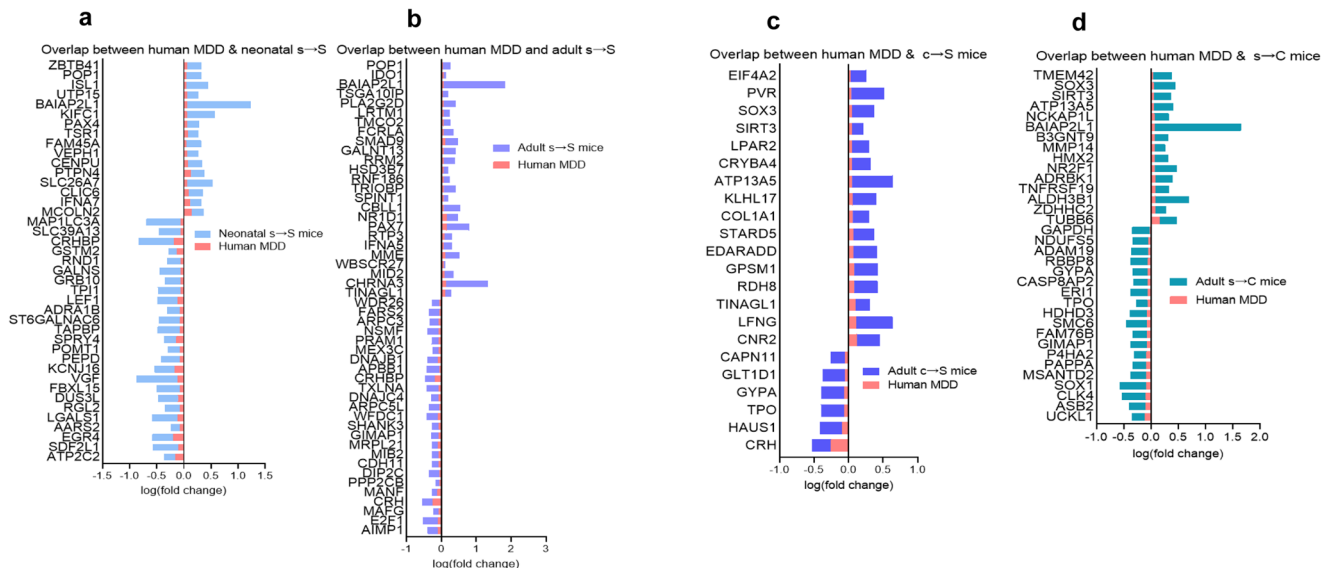 a
Overlap between human MDD & neonatal s→S
ZBTB41
POP1
ISL1
UTP15
BAIAP2L1
KIFC1
PAX4
TSR1
FAM45A
VEPH1
CENPU
PTPN4
SLC26A7
CLIC6
IFNA7
MCOLN2
MAP1LC3A
SLC39A13
CRHBP
GSTM2
RND1
GALNS
GRB10
TPI1
LEF1
ADRA1B
ST6GALNAC6
TAPBP
SPRY4
POMT1
PEPD
KCNJ16
VGF
FBXL15
DUS3L
RGL2
LGALS1
AARS2
EGR4
SDF2L1
ATP2C2
Neonatal s→S mice
Human MDD
-1.5 -1.0 -0.5 0.0 0.5 1.0 1.5
log(fold change)
b
Overlap between human MDD and adult s→S
POP1
IDO1
BAIAP2L1
TSGA10IP
PLA2G2D
LRTM1
TMCO2
FCRLA
SMAD9
GALNT13
RRM2
HSD3B7
RNF186
TRIOBP
SPINT1
CBLL1
NR1D1
PAX7
RTP3
IFNA5
MME
WBSCR27
MID2
CHRNA3
TINAGL1
WDR26
FARS2
ARPC3
NSMF
PRAM1
MEX3C
DNAJB1
APBB1
CRHBP
TXLNA
DNAJC4
ARPC5L
WFDC1
SHANK3
GIMAP1
MRPL21
MIB2
CDH11
DIP2C
PPP2CB
MANF
CRH
MAFG
E2F1
AIMP1
Adult s→S mice
Human MDD
-1 0 1 2 3
log(fold change)
c
Overlap between human MDD & c→S mice
EIF4A2
PVR
SOX3
SIRT3
LPAR2
CRYBA4
ATP13A5
KLHL17
COL1A1
STARD5
EDARADD
GPSM1
RDH8
TINAGL1
LFNG
CNR2
CAPN11
GLT1D1
GYPA
TPO
HAUS1
CRH
Adult c→S mice
Human MDD
-1.0 -0.5 0.0 0.5 1.0
log(fold change)
d
Overlap between human MDD & s→C mice
TMEM42
SOX3
SIRT3
ATP13A5
NCKAP1L
BAIAP2L1
B3GNT9
MMP14
HMX2
NR2F1
ADRBK1
TNFRSF19
ALDH3B1
ZDHHC2
TUBB6
GAPDH
NDUFS5
ADAM19
RBBP8
GYPA
CASP8AP2
ERI1
TPO
HDHD3
SMC6
FAM76B
GIMAP1
P4HA2
PAPPA
MSANTD2
SOX1
CLK4
ASB2
UCKL1
Adult s→C mice
Human MDD
-1.0 -0.5 0.0 0.5 1.0 1.5 2.0
log(fold change)